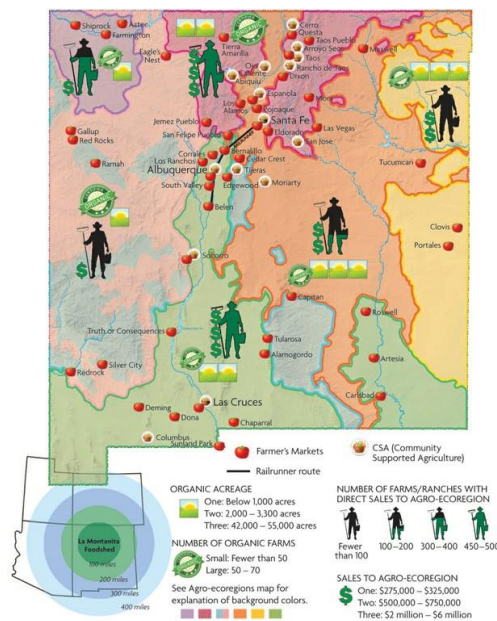 Shiprock
Aztec
Farmington
Eagle's
Nest
Tierra
Amarilla
Cerro
Questa
Taos Pueblo
Arroyo Seco
Taos
Rancho de Taos
Dixon
Maxwell
Ojo
Caliente
Abiquiu
Española
Los
Alamos
Pojoaque
Santa Fe
Eldorado
Las Vegas
San Jose
Jemez Pueblo
San Felipe Pueblo
Gallup
Red Rocks
Ramah
Corrales
Bernalillo
Los Ranchos
Cedar Crest
Albuquerque
Tijeras
South Valley
Edgewood
Moriarty
Belen
Tucumcari
Clovis
Portales
Socorro
Capitan
Roswell
Truth or Consequences
Tularosa
Alamogordo
Artesia
Silver City
Redrock
Carlsbad
Deming
Las Cruces
Dona
Chaparral
Columbus
Sunland Park
Farmer's Markets
CSA (Community
Supported Agriculture)
Railrunner route
ORGANIC ACREAGE
One: Below 1,000 acres
Two: 2,000 – 3,300 acres
Three: 42,000 – 55,000 acres
NUMBER OF ORGANIC FARMS
ORGANIC
Small: Fewer than 50
Large: 50 – 70
See Agro-ecoregions map for
explanation of background colors.
NUMBER OF FARMS/RANCHES WITH
DIRECT SALES TO AGRO-ECOREGION
Fewer
than 100
100–200
300–400
450–500
SALES TO AGRO-ECOREGION
$ One: $275,000 – $325,000
Two: $500,000 – $750,000
Three: $2 million – $6 million
La Montanita
Foodshed
100 miles
200 miles
300 miles
400 miles